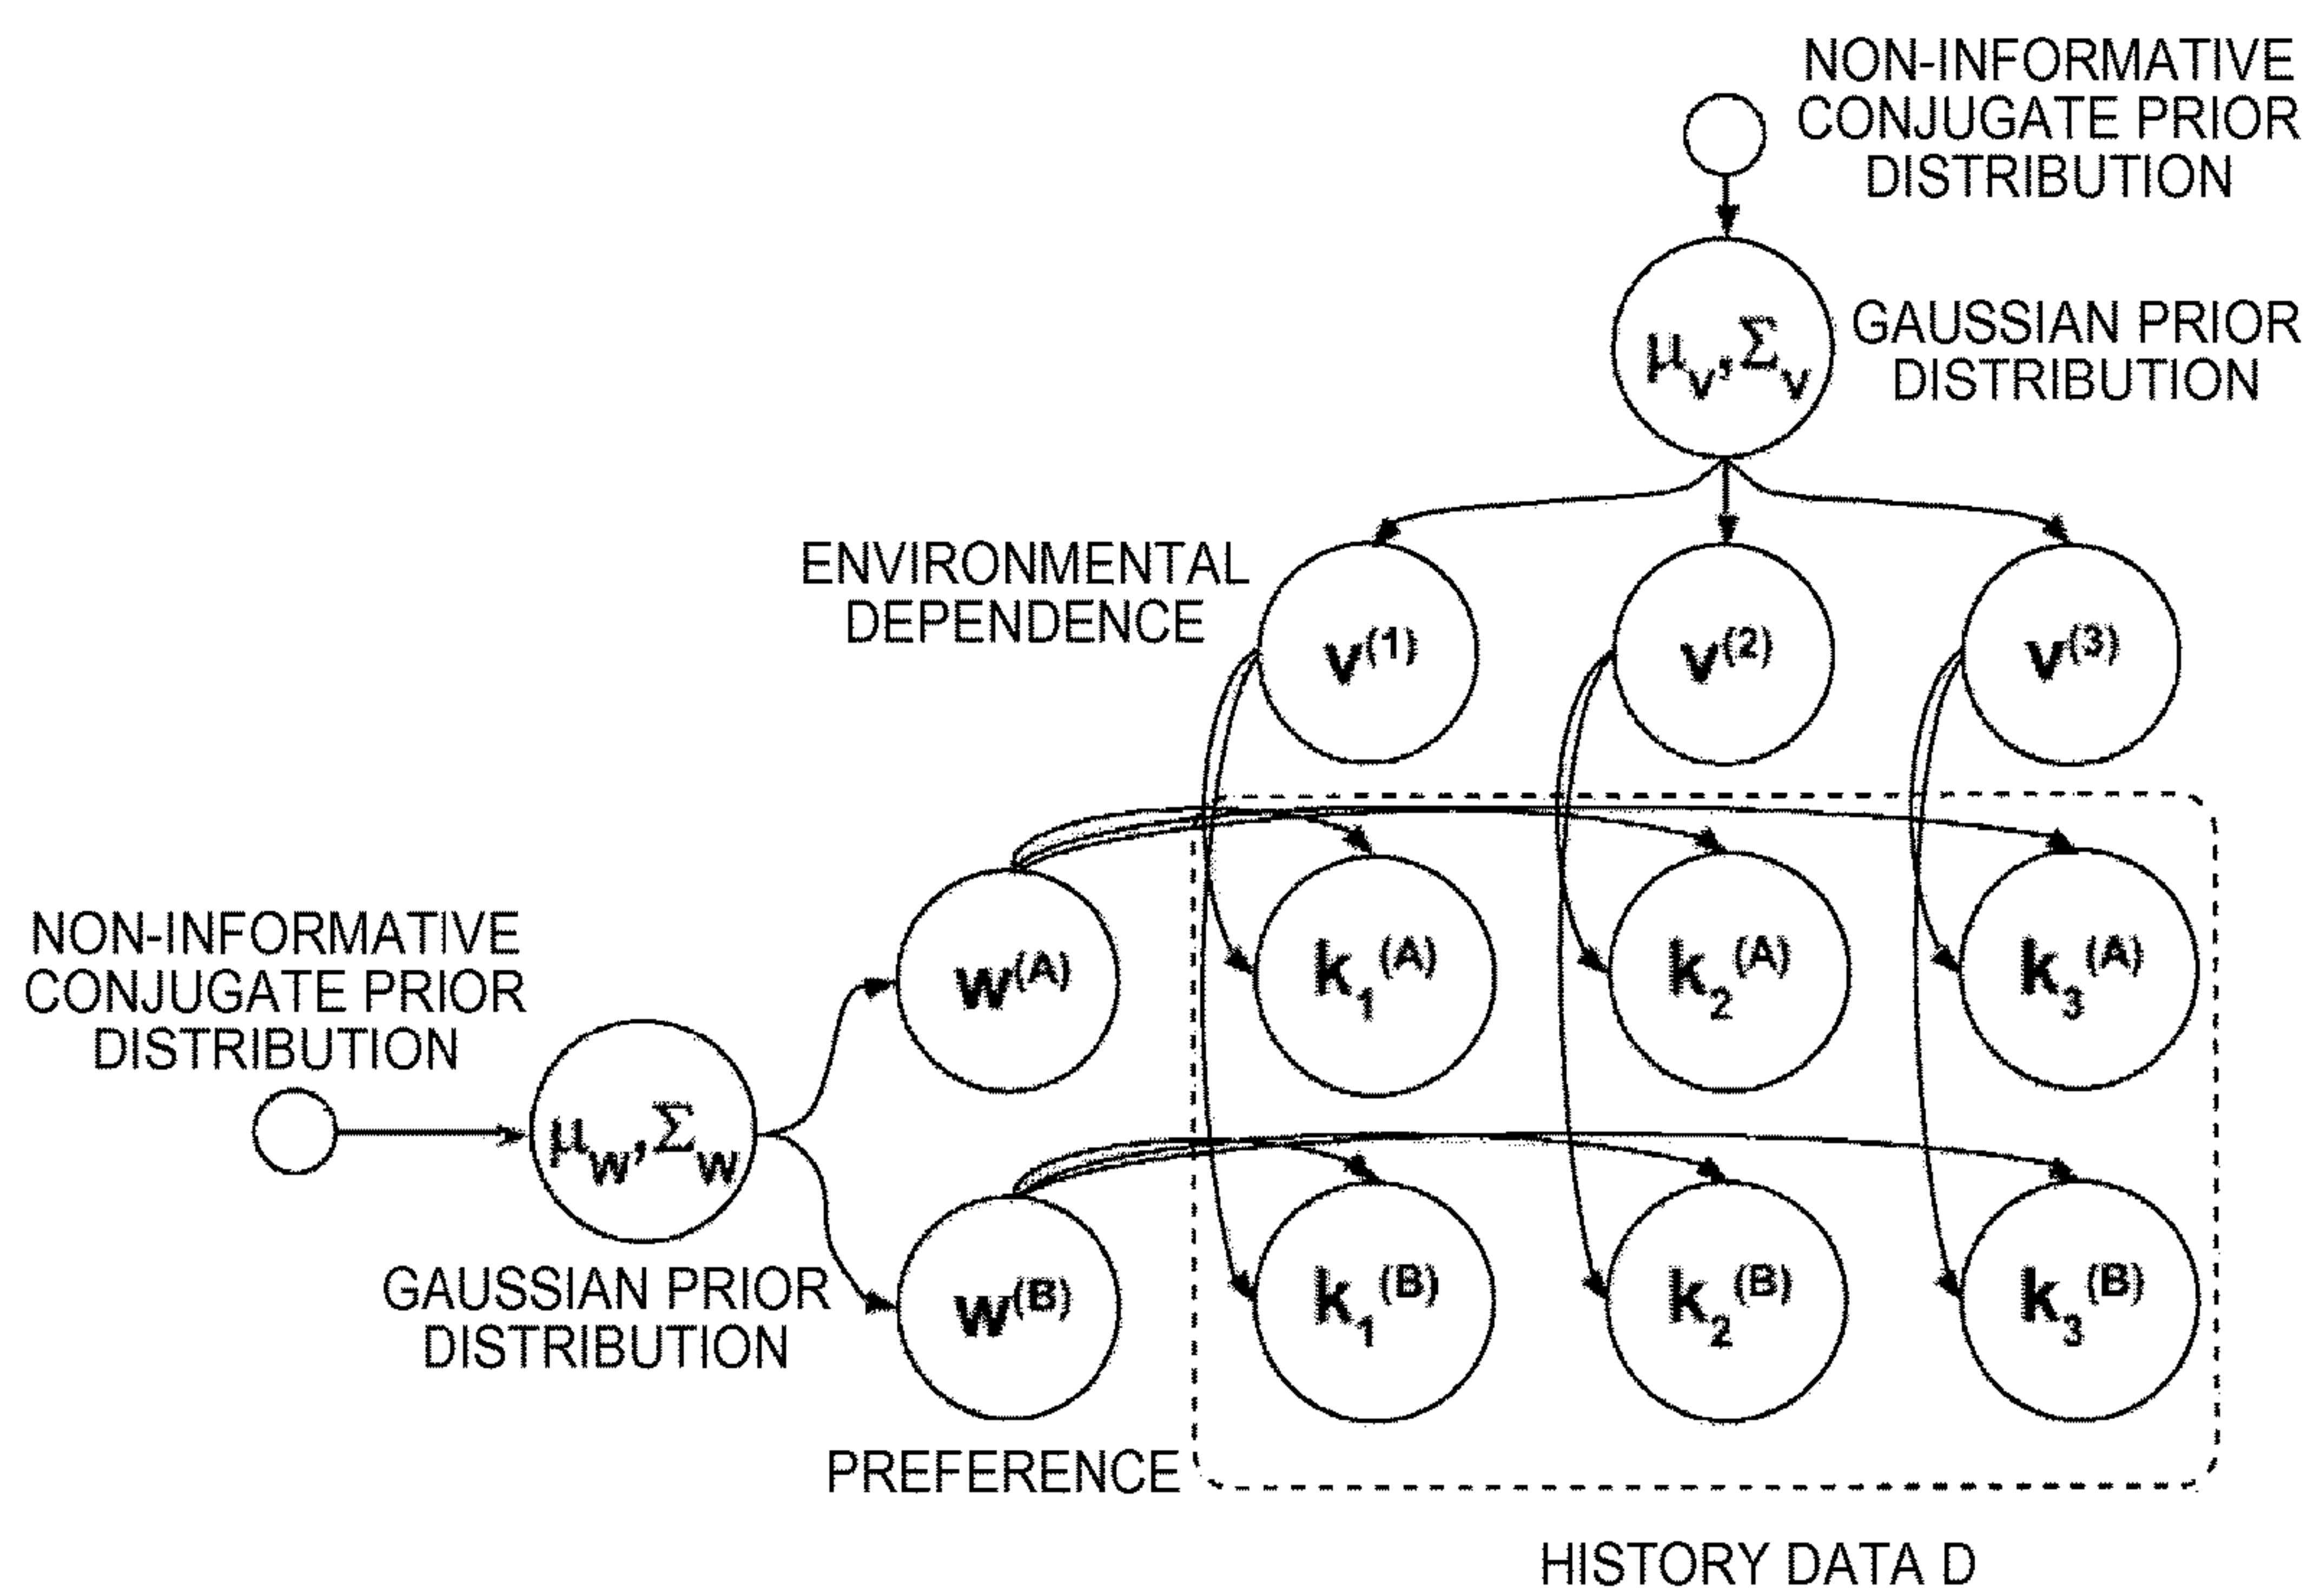 NON-INFORMATIVE
CONJUGATE PRIOR
DISTRIBUTION
μv,Σv
GAUSSIAN PRIOR
DISTRIBUTION
ENVIRONMENTAL
DEPENDENCE
v(1)
v(2)
v(3)
NON-INFORMATIVE
CONJUGATE PRIOR
DISTRIBUTION
w(A)
k1(A)
k2(A)
k3(A)
μw,Σw
GAUSSIAN PRIOR
DISTRIBUTION
w(B)
k1(B)
k2(B)
k3(B)
PREFERENCE
HISTORY DATA D